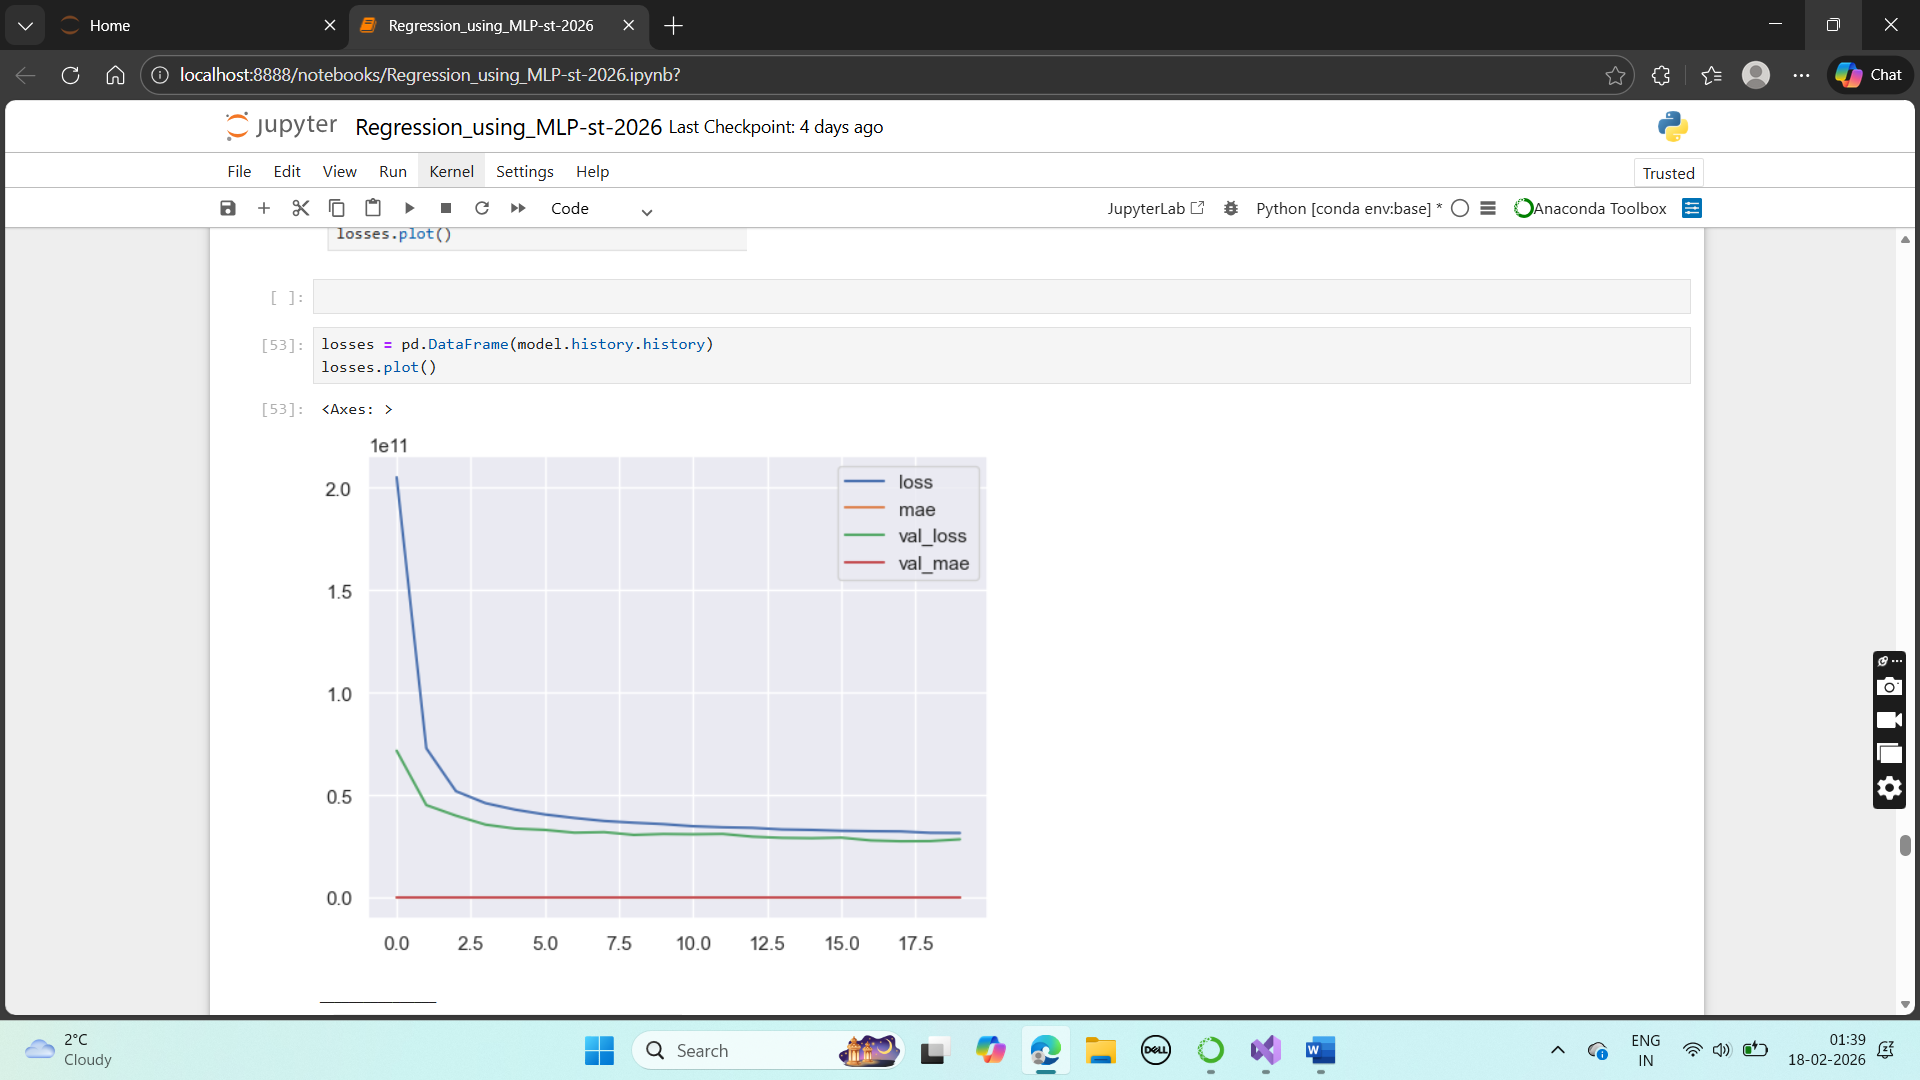 Home
Regression_using_MLP-st-2026
localhost:8888/notebooks/Regression_using_MLP-st-2026.ipynb?
Chat
jupyter Regression_using_MLP-st-2026 Last Checkpoint: 4 days ago
File Edit View Run Kernel Settings Help
Trusted
Code
JupyterLab
Python [conda env:base] *
Anaconda Toolbox
losses.plot()
[ ]:
[53]: losses = pd.DataFrame(model.history.history)
losses.plot()
[53]: <Axes: >
1e11
2.0
1.5
1.0
0.5
0.0
loss
mae
val_loss
val_mae
0.0 2.5 5.0 7.5 10.0 12.5 15.0 17.5
2°C
Cloudy
Search
DELL
W
ENG
IN
01:39
18-02-2026